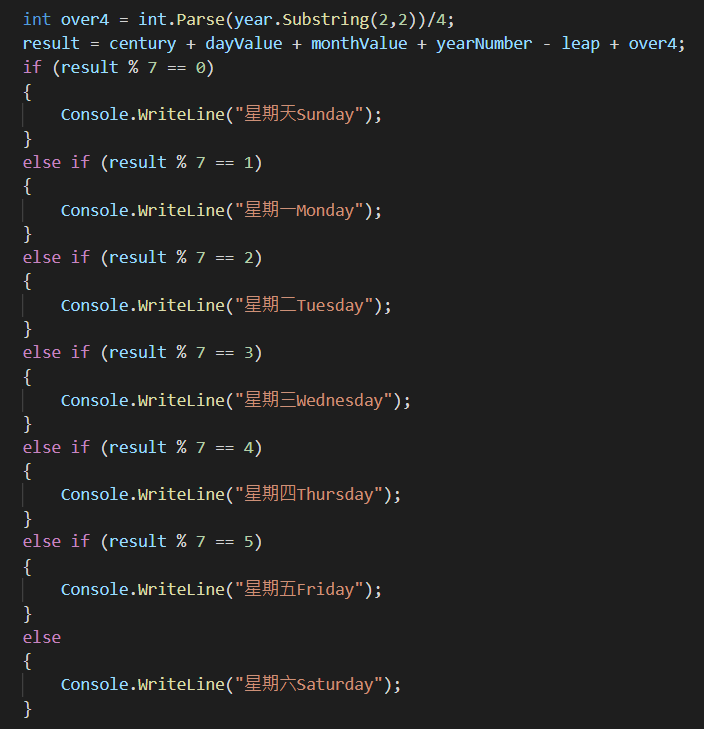 int over4 = int.Parse(year.Substring(2,2))/4;
result = century + dayValue + monthValue + yearNumber - leap + over4;
if (result % 7 == 0)
{
    Console.WriteLine("星期天Sunday");
}
else if (result % 7 == 1)
{
    Console.WriteLine("星期一Monday");
}
else if (result % 7 == 2)
{
    Console.WriteLine("星期二Tuesday");
}
else if (result % 7 == 3)
{
    Console.WriteLine("星期三Wednesday");
}
else if (result % 7 == 4)
{
    Console.WriteLine("星期四Thursday");
}
else if (result % 7 == 5)
{
    Console.WriteLine("星期五Friday");
}
else
{
    Console.WriteLine("星期六Saturday");
}